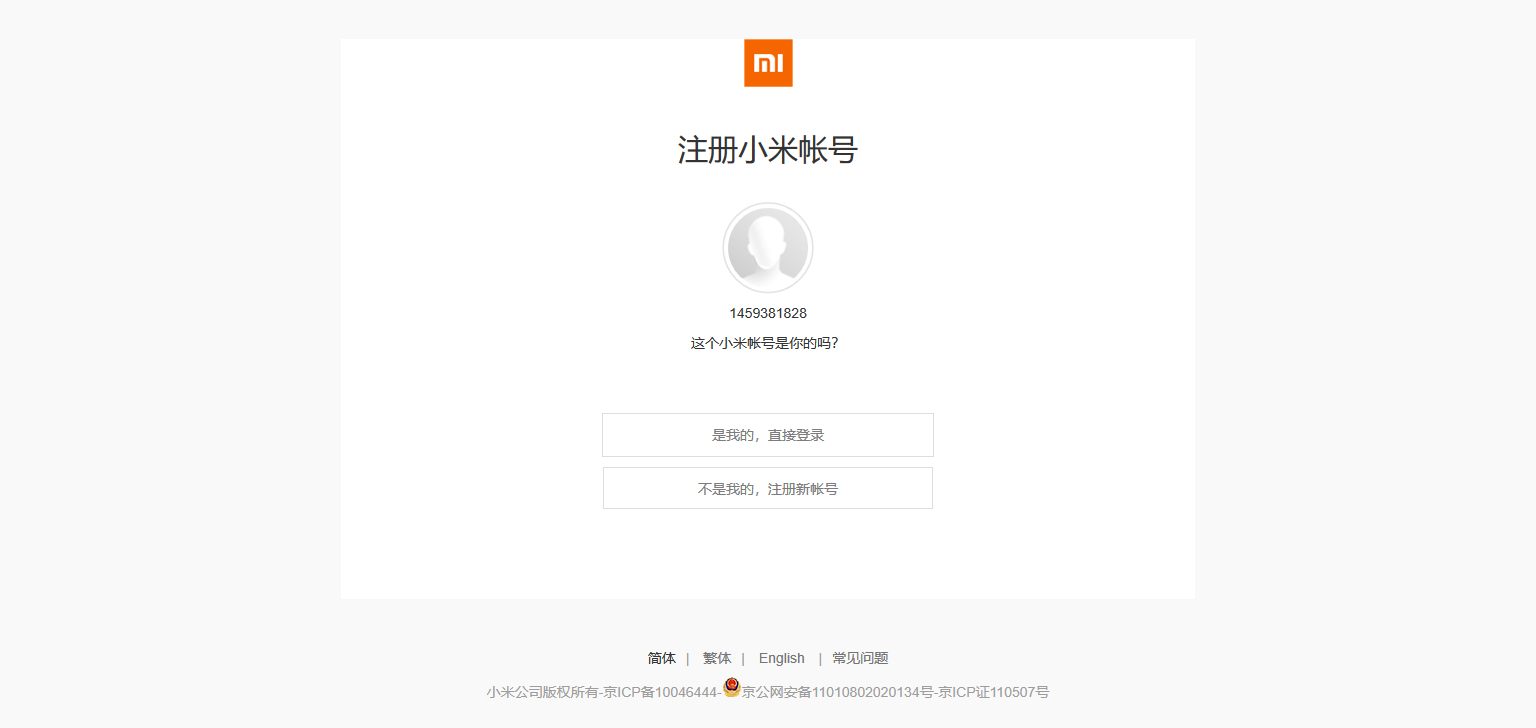 mi
注册小米帐号
1459381828
这个小米帐号是你的吗？
是我的，直接登录
不是我的，注册新帐号
简体 | 繁体 | English | 常见问题
小米公司版权所有-京ICP备10046444-京公网安备11010802020134号-京ICP证110507号